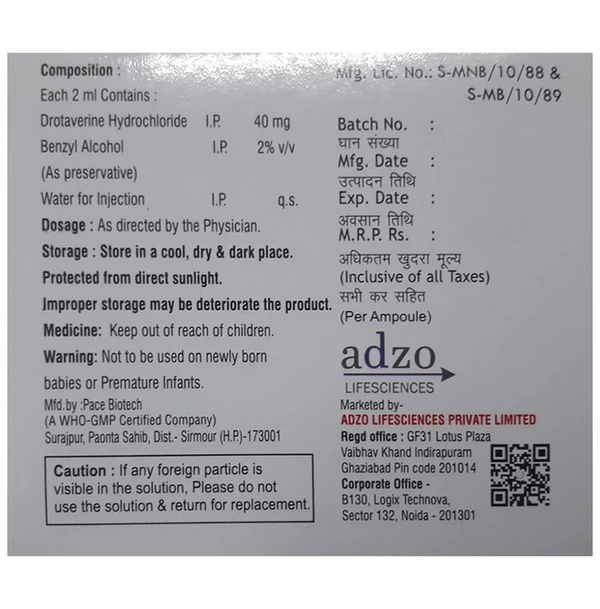 Composition :
Each 2 ml Contains :
Drotaverine Hydrochloride I.P. 40 mg
Benzyl Alcohol I.P. 2% v/v
(As preservative)
Water for Injection I.P. q.s.
Dosage : As directed by the Physician.
Storage : Store in a cool, dry & dark place.
Protected from direct sunlight.
Jmproper storage may be deteriorate the product.
Medicine: Keep out of reach of children.
Warning: Not to be used on newly born
babies or Premature Infants.
Mfd.by :Pace Biotech
(A WHO-GMP Certified Company)
Surajpur, Paonta Sahib, Dist.- Sirmour (H.P.)-173001
Caution : If any foreign particle is
visible in the solution, Please do not
use the solution & return for replacement.
Mfg. Lic. No.: S-MNB/10/88 &
S-MB/10/89
Batch No. :
घान संख्या
Mfg. Date :
उत्पादन तिथि
Exp. Date :
अवसान तिथि
M.R.P. Rs. :
अधिकतम खुदरा मूल्य
(Inclusive of all Taxes)
सभी कर सहित
(Per Ampoule)
adzo
LIFESCIENCES
Marketed by-
ADZO LIFESCIENCES PRIVATE LIMITED
Regd office : GF31 Lotus Plaza
Vaibhav Khand Indirapuram
Ghaziabad Pin code 201014
Corporate Office -
B130, Logix Technova,
Sector 132, Noida - 201301